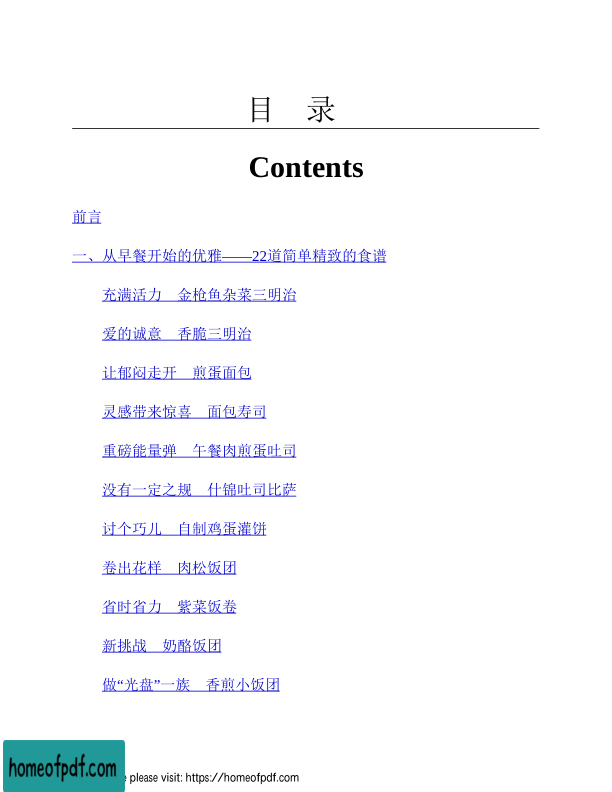 目　录
Contents
前言
一、从早餐开始的优雅——22道简单精致的食谱
充满活力　金枪鱼杂菜三明治
爱的诚意　香脆三明治
让郁闷走开　煎蛋面包
灵感带来惊喜　面包寿司
重磅能量弹　午餐肉煎蛋吐司
没有一定之规　什锦吐司比萨
讨个巧儿　自制鸡蛋灌饼
卷出花样　肉松饭团
省时省力　紫菜饭卷
新挑战　奶酪饭团
做“光盘”一族　香煎小饭团
homeofpdf.com
please visit: https://homeofpdf.com